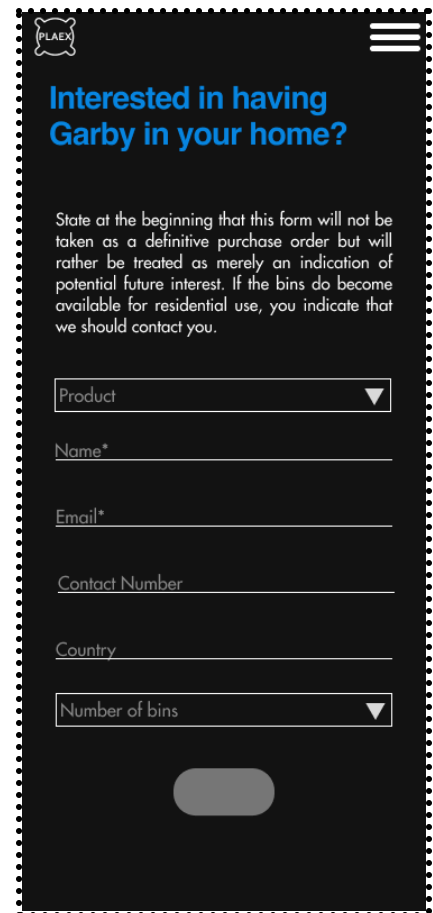 PLAEX
Interested in having
Garby in your home?
State at the beginning that this form will not be
taken as a definitive purchase order but will
rather be treated as merely an indication of
potential future interest. If the bins do become
available for residential use, you indicate that
we should contact you.
Product
Name*
Email*
Contact Number
Country
Number of bins